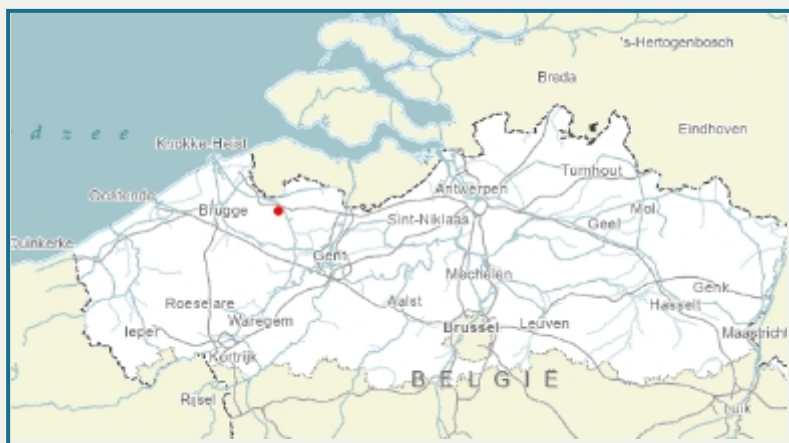 's-Hertogenbosch
Breda
Eindhoven
d z e e
Knokke-Heist
Turnhout
Antwerpen
Oostende
Brugge
Sint-Niklaas
Geel
Mol
Duinkerke
Gent
Mechelen
Genk
Roeselare
Aalst
Hasselt
Ieper
Waregem
Brussel
Leuven
Maastricht
Kortrijk
BELGIË
Rijsel
Luik